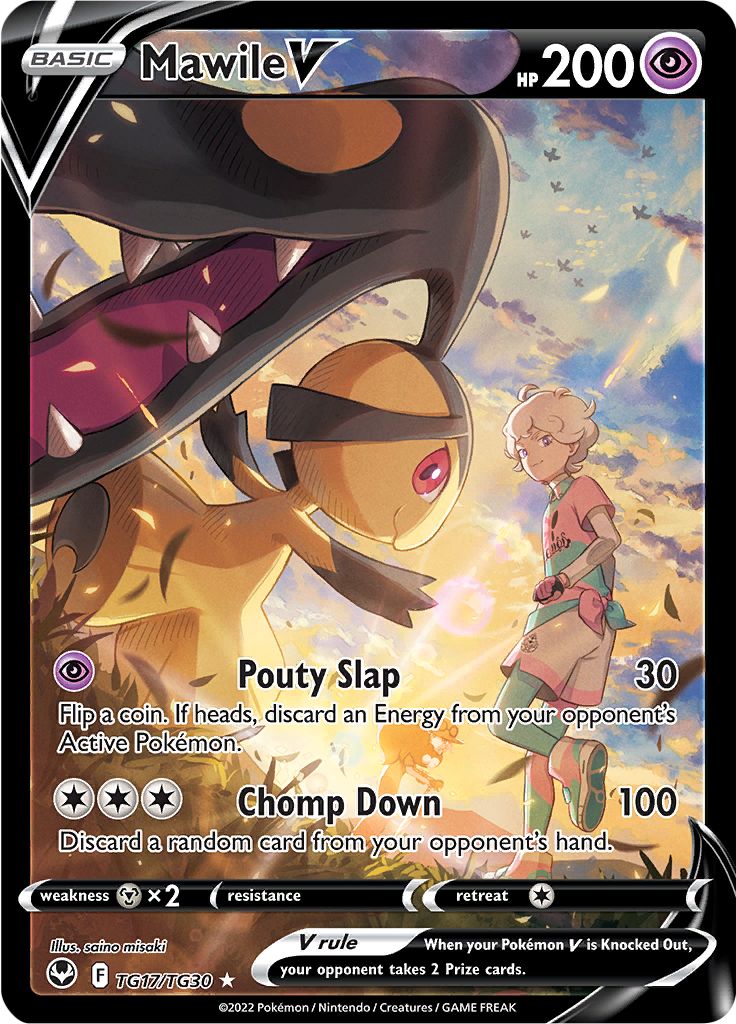 BASIC Mawile V HP 200
Pouty Slap 30
Flip a coin. If heads, discard an Energy from your opponent's
Active Pokémon.
Chomp Down 100
Discard a random card from your opponent's hand.
weakness ×2 resistance retreat
Illus. saino misaki
V rule When your Pokémon V is Knocked Out,
your opponent takes 2 Prize cards.
F TG17/TG30
©2022 Pokémon / Nintendo / Creatures / GAME FREAK